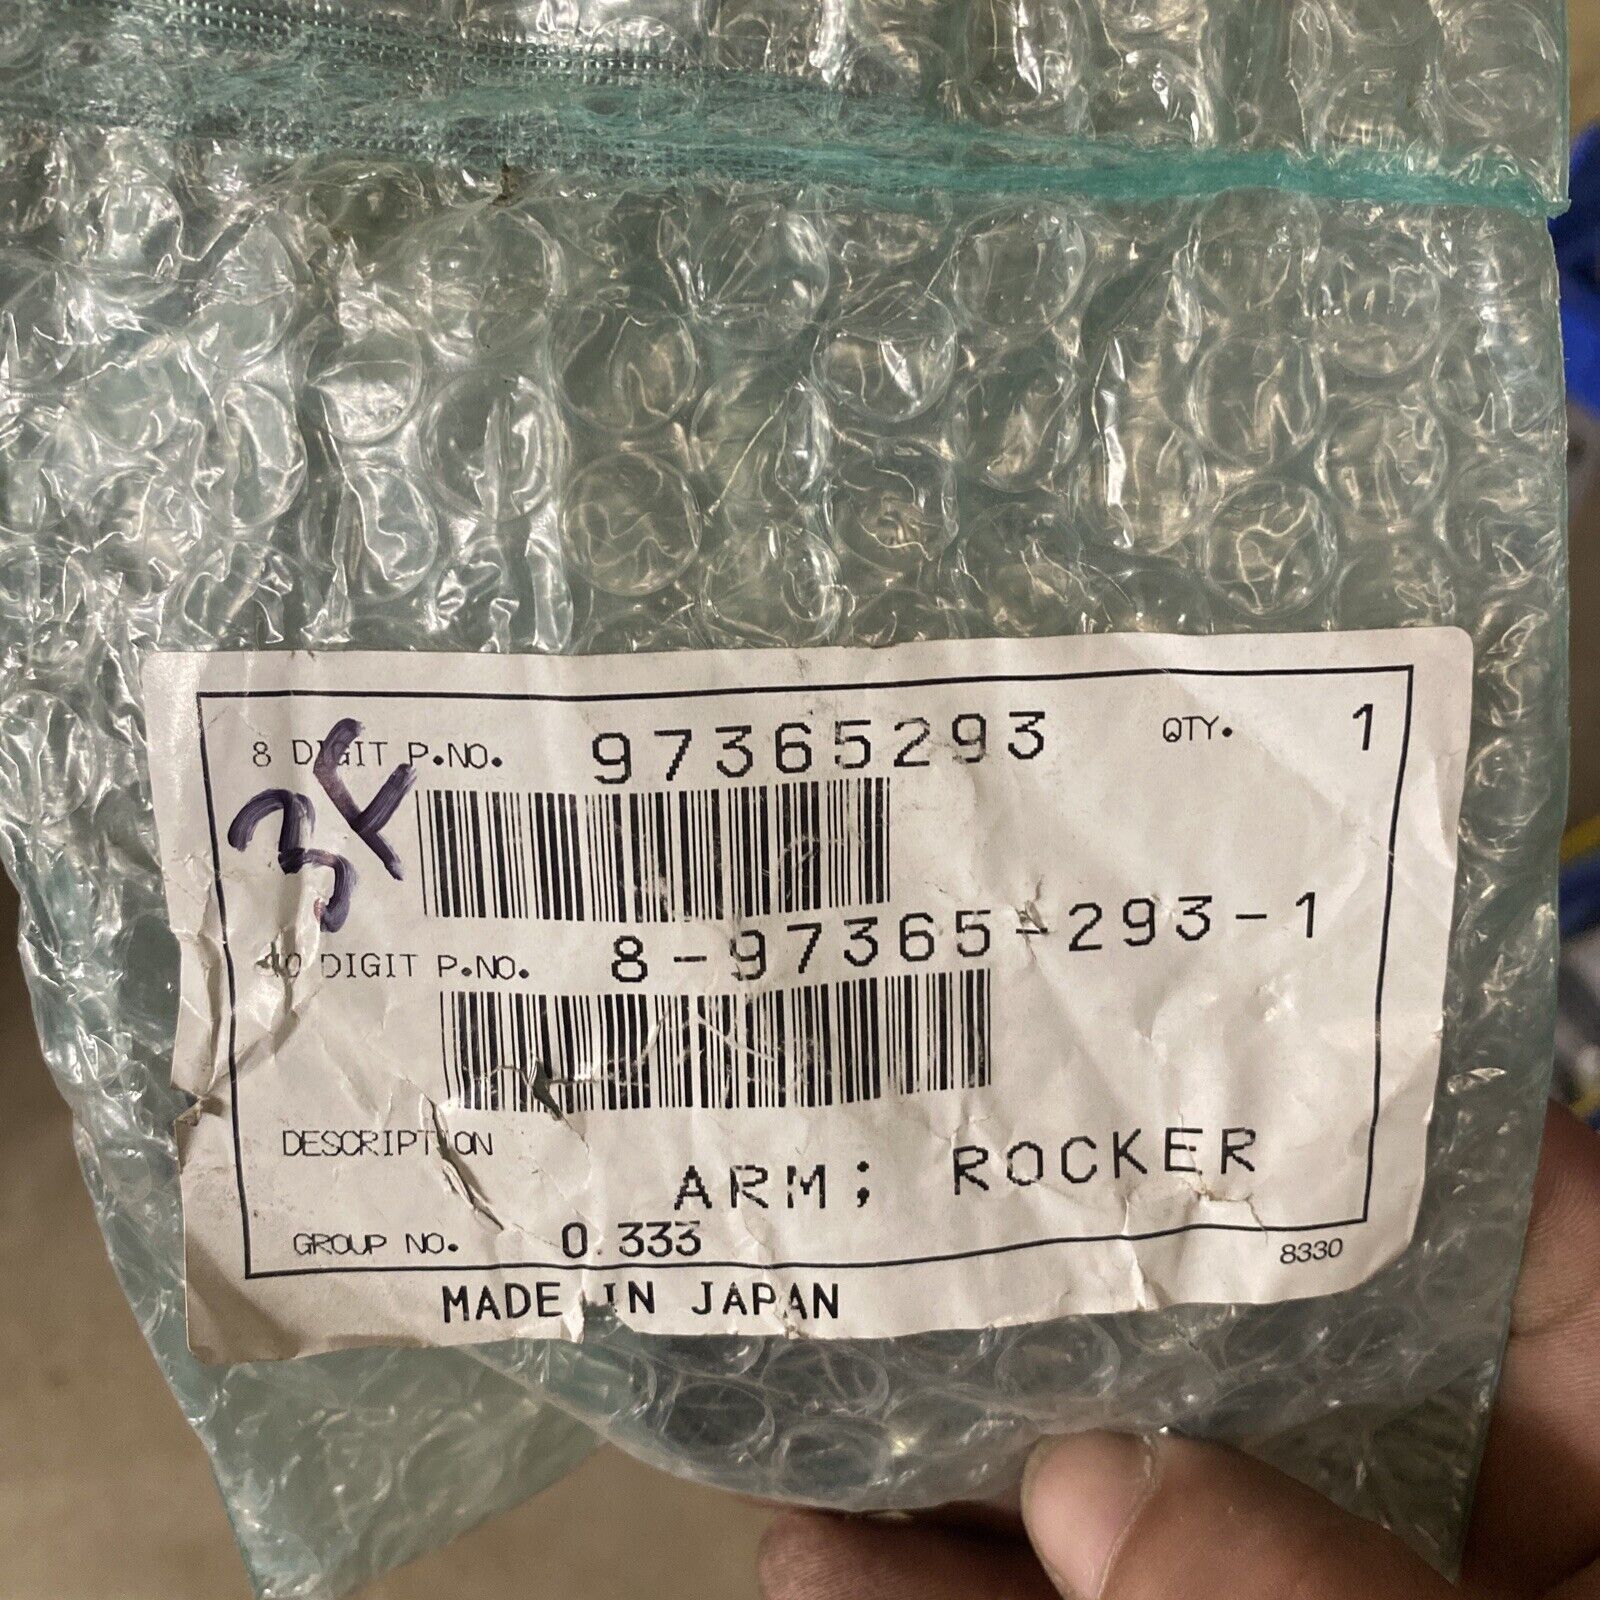 8 DIGIT P.NO. 97365293 QTY. 1
10 DIGIT P.NO. 8-97365-293-1
DESCRIPTION
ARM; ROCKER
GROUP NO. 0.333
8330
MADE IN JAPAN